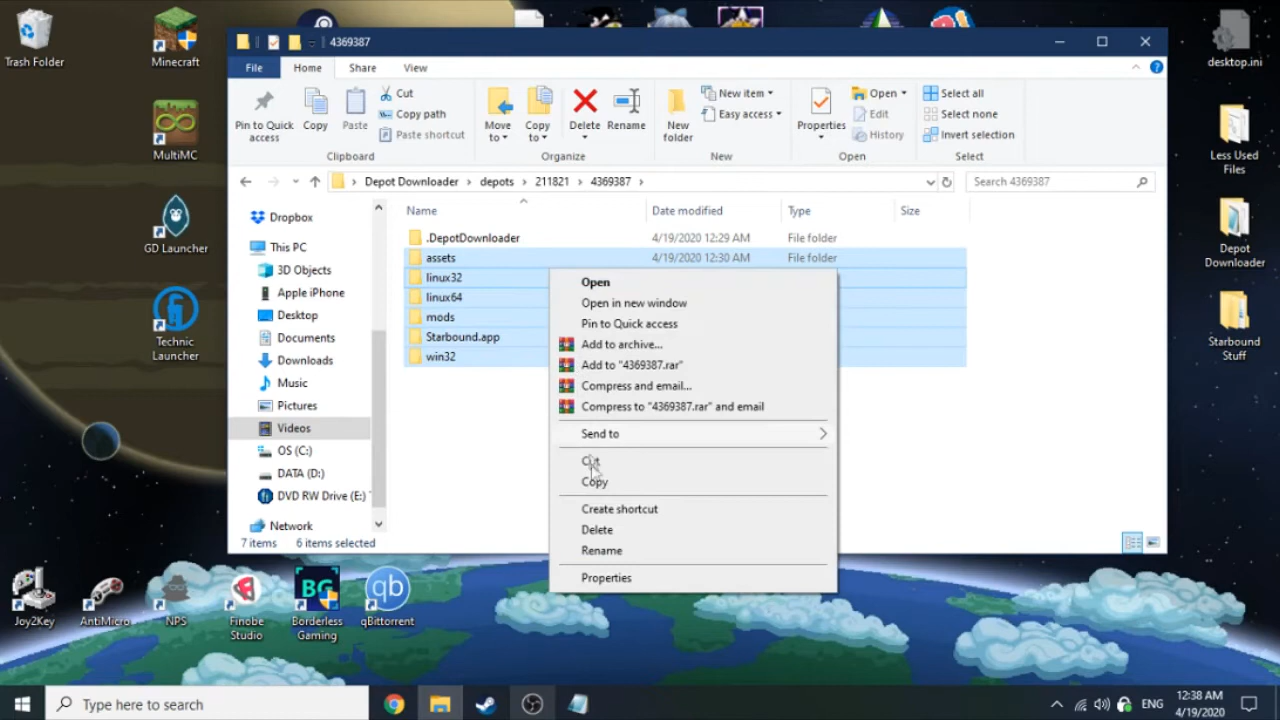 Trash Folder
Minecraft
MultiMC
GD Launcher
Technic
Launcher
4369387
File
Home
Share
View
Pin to Quick
access
Copy
Paste
Cut
Copy path
Paste shortcut
Clipboard
Move
to
Copy
to
Delete
Rename
Organize
New
folder
New item
Easy access
New
Properties
Open
Edit
History
Open
Select all
Select none
Invert selection
Select
Depot Downloader
depots
211821
4369387
Search 4369387
Dropbox
This PC
3D Objects
Apple iPhone
Desktop
Documents
Downloads
Music
Pictures
Videos
OS (C:)
DATA (D:)
DVD RW Drive (E:)
Network
Name
Date modified
Type
Size
.DepotDownloader
4/19/2020 12:29 AM
File folder
assets
4/19/2020 12:30 AM
File folder
linux32
linux64
mods
Starbound.app
win32
Open
Open in new window
Pin to Quick access
Add to archive...
Add to "4369387.rar"
Compress and email...
Compress to "4369387.rar" and email
Send to
Cut
Copy
Create shortcut
Delete
Rename
Properties
7 items
6 items selected
desktop.ini
Less Used
Files
Depot
Downloader
Starbound
Stuff
Joy2Key
AntiMicro
NPS
Finobe
Studio
BG
Borderless
Gaming
qb
qBittorrent
Type here to search
ENG
12:38 AM
4/19/2020